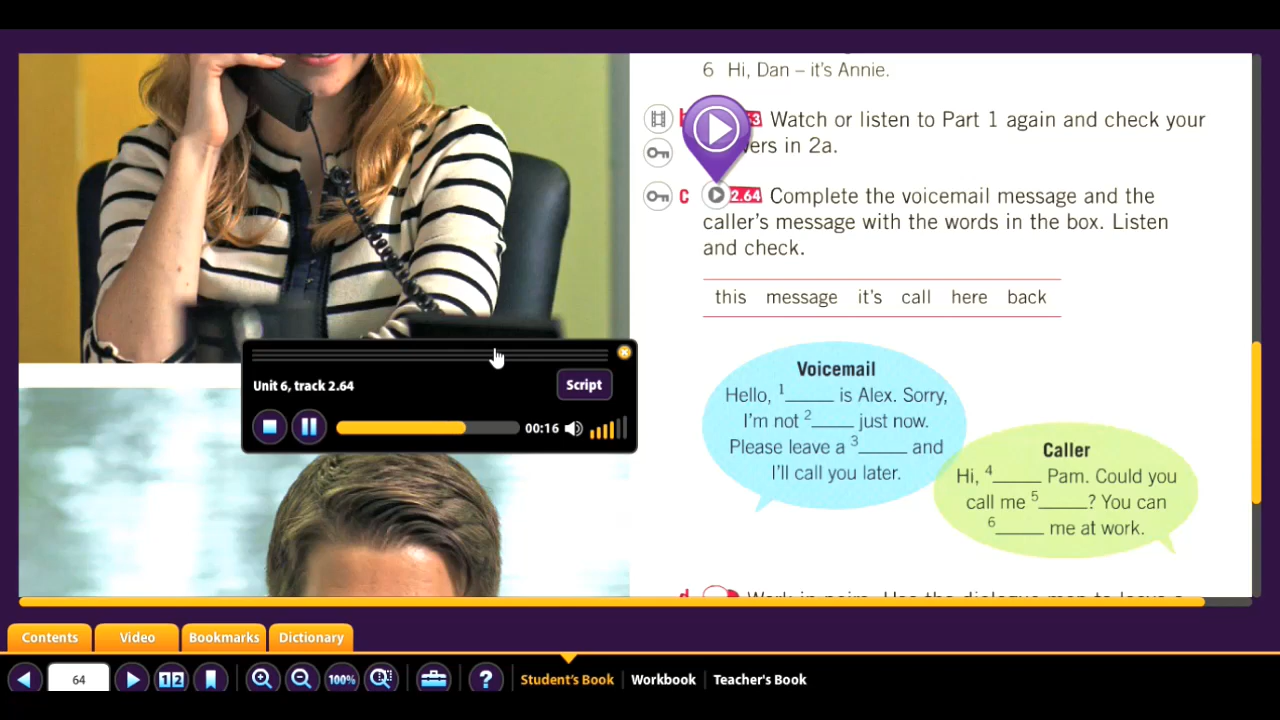 6 Hi, Dan – it's Annie.
Watch or listen to Part 1 again and check your
in 2a.
c 2.64 Complete the voicemail message and the
caller's message with the words in the box. Listen
and check.
this message it's call here back
Voicemail
Hello, 1_____ is Alex. Sorry,
I'm not 2_____ just now.
Please leave a 3_____ and
I'll call you later.
Caller
Hi, 4_____ Pam. Could you
call me 5_____? You can
6_____ me at work.
Unit 6, track 2.64
Script
00:16
Contents
Video
Bookmarks
Dictionary
64
1 2
100%
?
Student's Book
Workbook
Teacher's Book